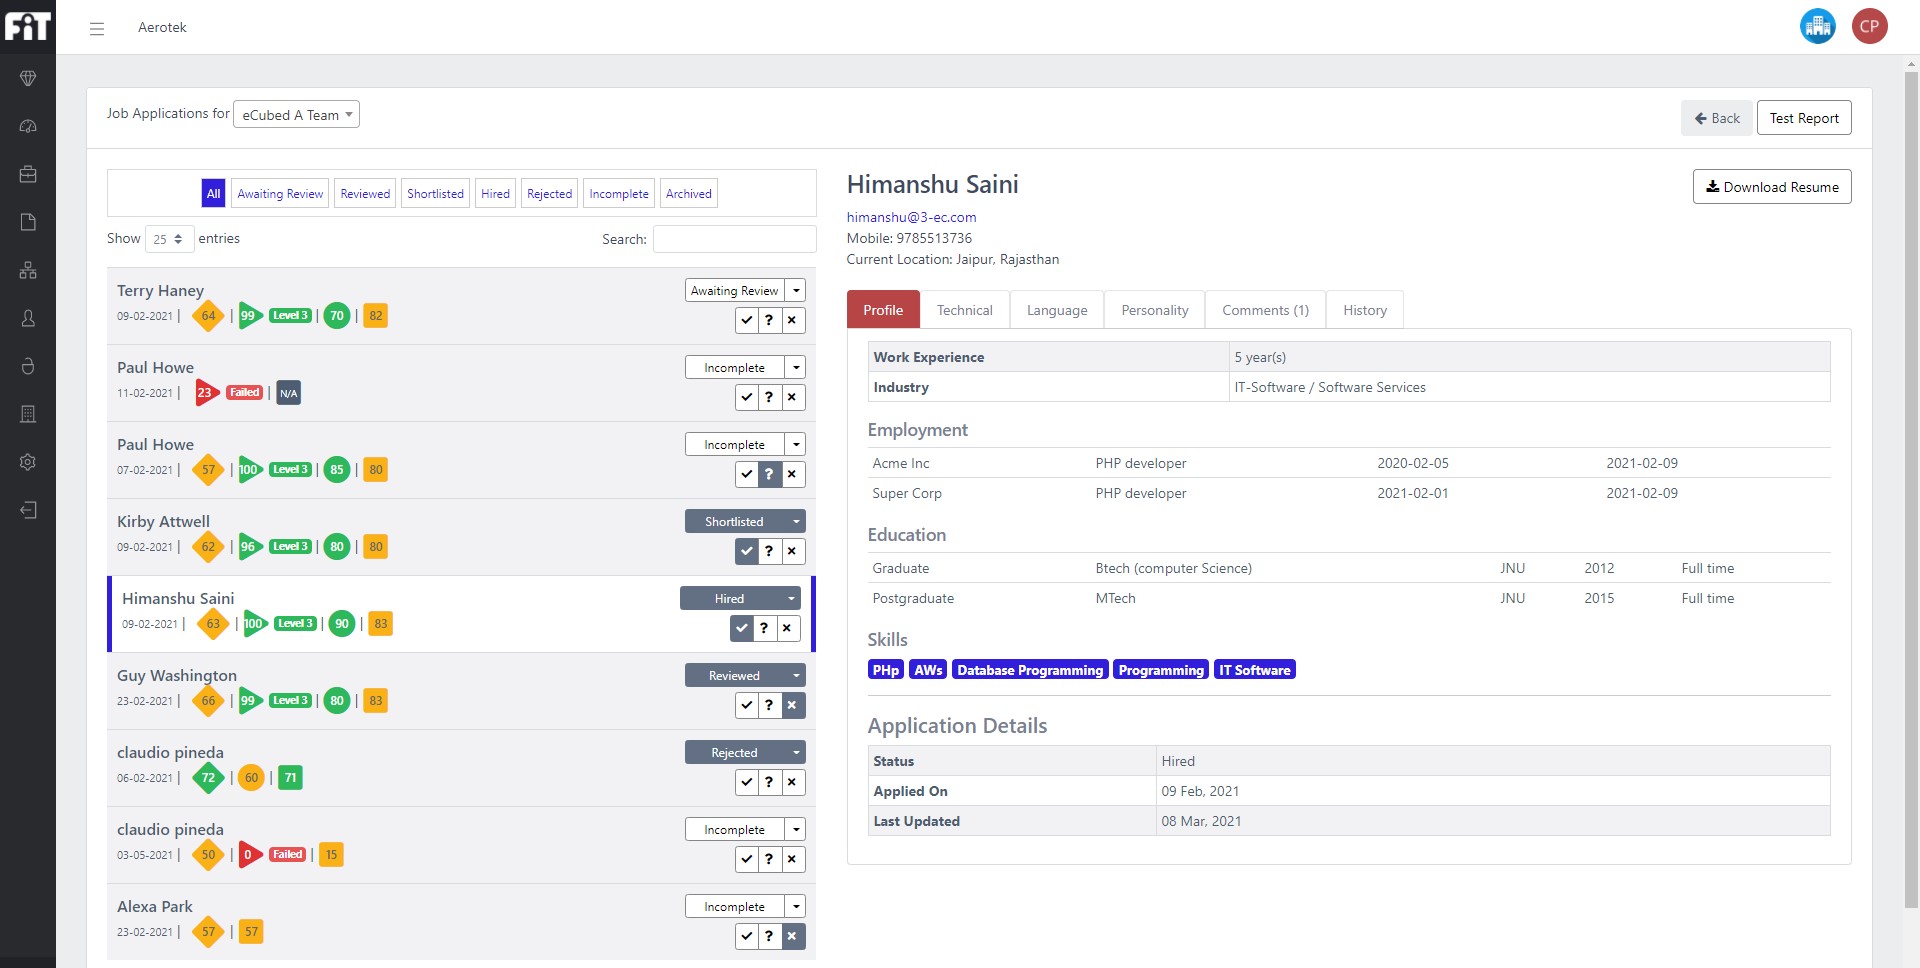 FiT
Aerotek
CP
Job Applications for eCubed A Team
Back
Test Report
All
Awaiting Review
Reviewed
Shortlisted
Hired
Rejected
Incomplete
Archived
Show 25 entries
Search:
Terry Haney
Awaiting Review
09-02-2021 | 64 | 99 Level 3 | 70 | 82
?
Paul Howe
Incomplete
11-02-2021 | 23 Failed | N/A
?
Paul Howe
Incomplete
07-02-2021 | 57 | 100 Level 3 | 85 | 80
?
Kirby Attwell
Shortlisted
09-02-2021 | 62 | 96 Level 3 | 80 | 80
?
Himanshu Saini
Hired
09-02-2021 | 63 | 100 Level 3 | 90 | 83
?
Guy Washington
Reviewed
23-02-2021 | 66 | 99 Level 3 | 80 | 83
?
claudio pineda
Rejected
06-02-2021 | 72 | 60 | 71
?
claudio pineda
Incomplete
03-05-2021 | 50 | 0 Failed | 15
?
Alexa Park
Incomplete
23-02-2021 | 57 | 57
?
Himanshu Saini
Download Resume
himanshu@3-ec.com
Mobile: 9785513736
Current Location: Jaipur, Rajasthan
Profile
Technical
Language
Personality
Comments (1)
History
Work Experience 5 year(s)
Industry IT-Software / Software Services
Employment
Acme Inc PHP developer 2020-02-05 2021-02-09
Super Corp PHP developer 2021-02-01 2021-02-09
Education
Graduate Btech (computer Science) JNU 2012 Full time
Postgraduate MTech JNU 2015 Full time
Skills
PHp AWs Database Programming Programming IT Software
Application Details
Status Hired
Applied On 09 Feb, 2021
Last Updated 08 Mar, 2021